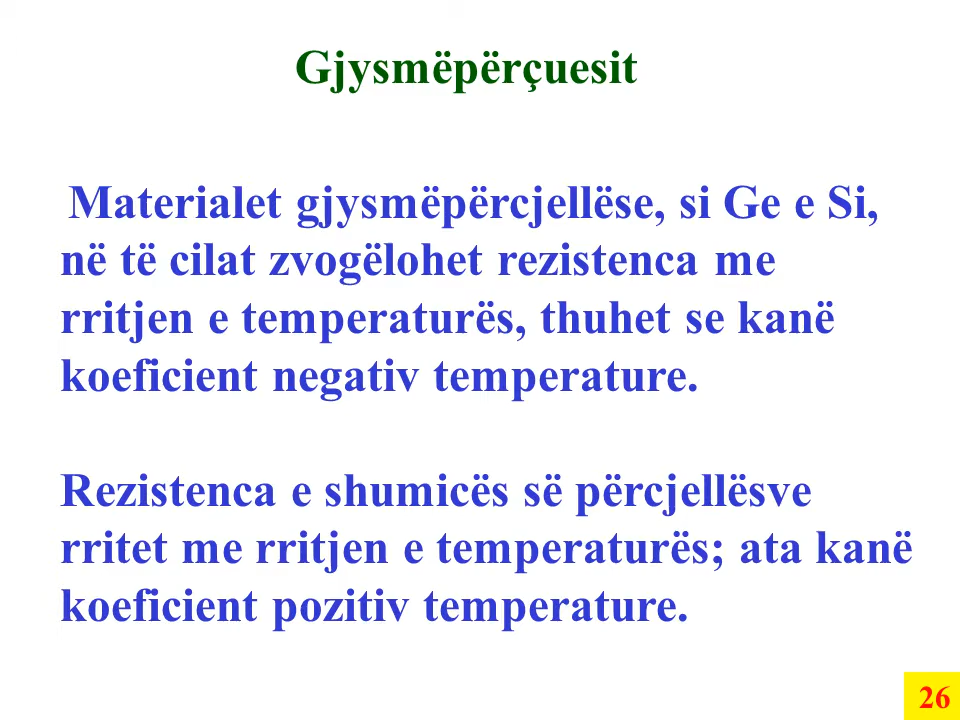 Gjysmëpërçuesit
Materialet gjysmëpërcjellëse, si Ge e Si,
në të cilat zvogëlohet rezistenca me
rritjen e temperaturës, thuhet se kanë
koeficient negativ temperature.
Rezistenca e shumicës së përcjellësve
rritet me rritjen e temperaturës; ata kanë
koeficient pozitiv temperature.
26